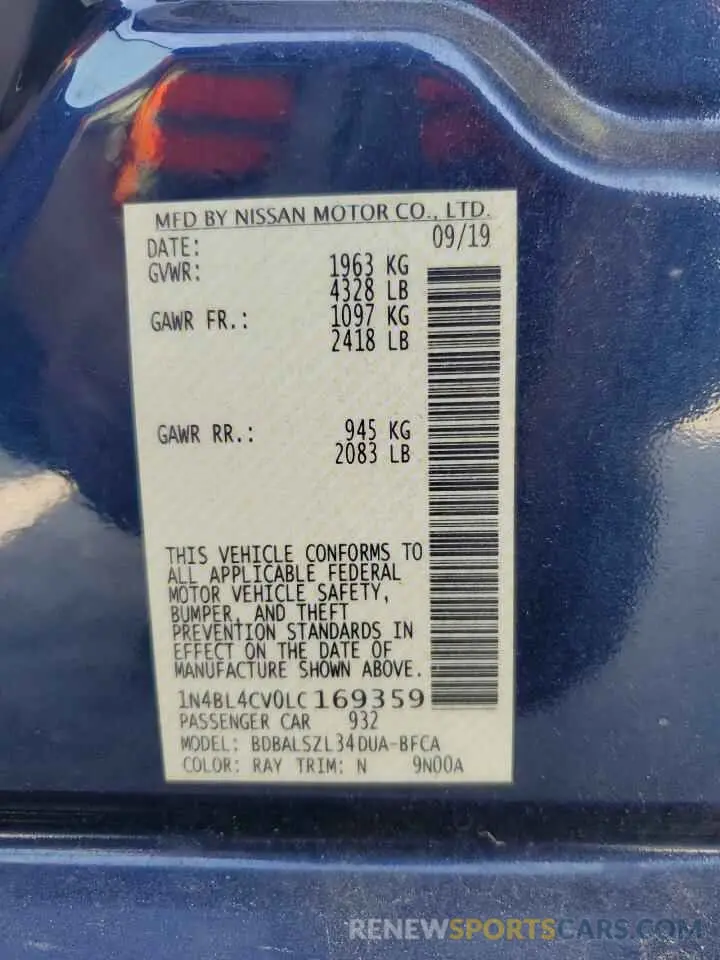 MFD BY NISSAN MOTOR CO., LTD.
DATE: 09/19
GVWR: 1963 KG
4328 LB
GAWR FR.: 1097 KG
2418 LB
GAWR RR.: 945 KG
2083 LB
THIS VEHICLE CONFORMS TO
ALL APPLICABLE FEDERAL
MOTOR VEHICLE SAFETY,
BUMPER, AND THEFT
PREVENTION STANDARDS IN
EFFECT ON THE DATE OF
MANUFACTURE SHOWN ABOVE.
1N4BL4CV0LC169359
PASSENGER CAR 932
MODEL: BDBALSZL34DUA-BFCA
COLOR: RAY TRIM: N 9N00A
RENEWSPORTSCARS.COM